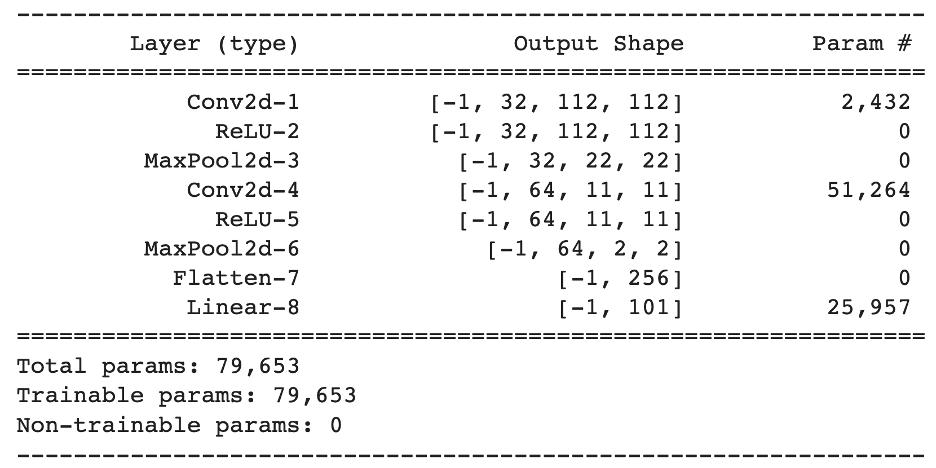 ----------------------------------------------------------------
        Layer (type)               Output Shape         Param #
================================================================
            Conv2d-1         [-1, 32, 112, 112]           2,432
              ReLU-2         [-1, 32, 112, 112]               0
         MaxPool2d-3           [-1, 32, 22, 22]               0
            Conv2d-4           [-1, 64, 11, 11]          51,264
              ReLU-5           [-1, 64, 11, 11]               0
         MaxPool2d-6             [-1, 64, 2, 2]               0
           Flatten-7                  [-1, 256]               0
            Linear-8                  [-1, 101]          25,957
================================================================
Total params: 79,653
Trainable params: 79,653
Non-trainable params: 0
----------------------------------------------------------------